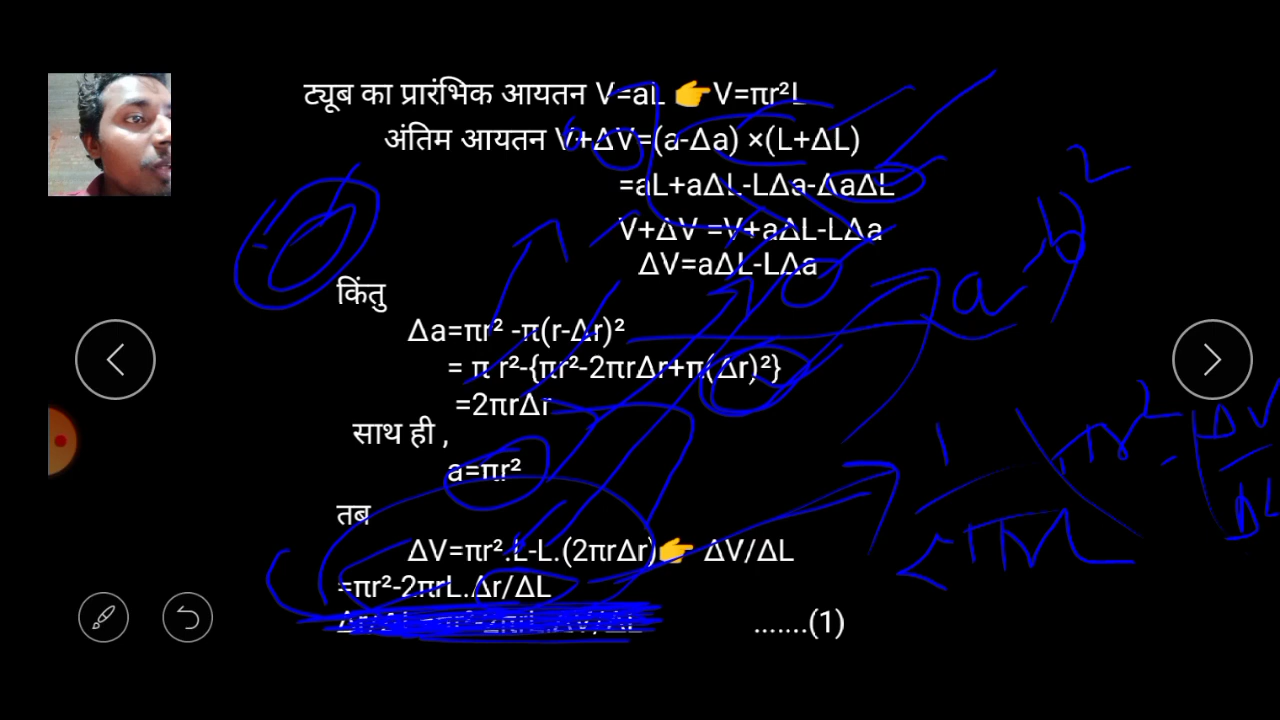 ट्यूब का प्रारंभिक आयतन V=aL 👉V=πr²L
अंतिम आयतन V+ΔV=(a-Δa) ×(L+ΔL)
=aL+aΔL-LΔa-ΔaΔL
V+ΔV =V+aΔL-LΔa
ΔV=aΔL-LΔa
किंतु
Δa=πr² -π(r-Δr)²
= π r²-{πr²-2πrΔr+π(Δr)²}
=2πrΔr
साथ ही ,
a=πr²
तब
ΔV=πr².Ł-L.(2πrΔr)👉 ΔV/ΔL
=πr²-2πrL.Δr/ΔL
.......(1)